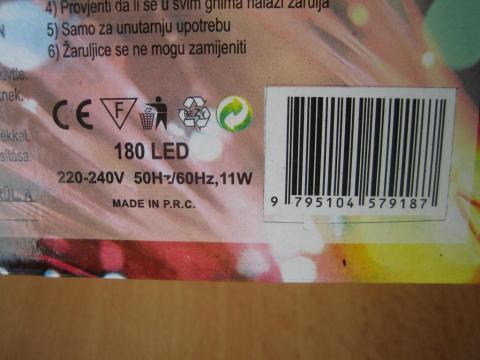 4) Provjenti da li se u svim grlima nalazi žarulja
5) Samo za unutarnju upotrebu
6) Žaruljice se ne mogu zamijeniti
CE F
180 LED
220-240V 50Hz/60Hz,11W
MADE IN P.R.C.
9 795104 579187